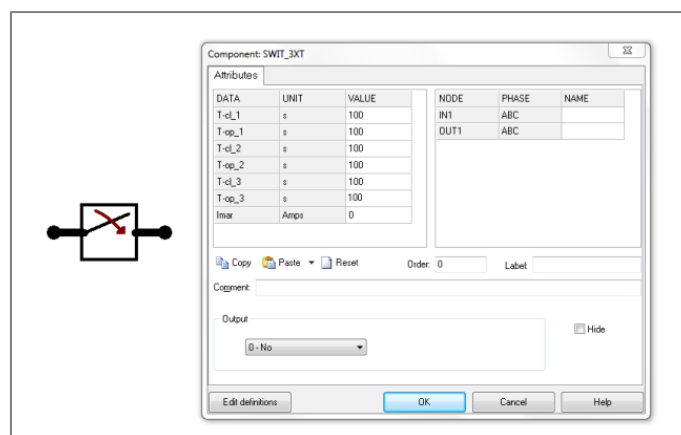 Component: SWIT_3XT
Attributes
DATA UNIT VALUE
T-cl_1 s 100
T-op_1 s 100
T-cl_2 s 100
T-op_2 s 100
T-cl_3 s 100
T-op_3 s 100
Imar Amps 0
NODE PHASE NAME
IN1 ABC
OUT1 ABC
Copy Paste Reset Order: 0 Label:
Comment:
Output
0 - No
Hide
Edit definitions OK Cancel Help